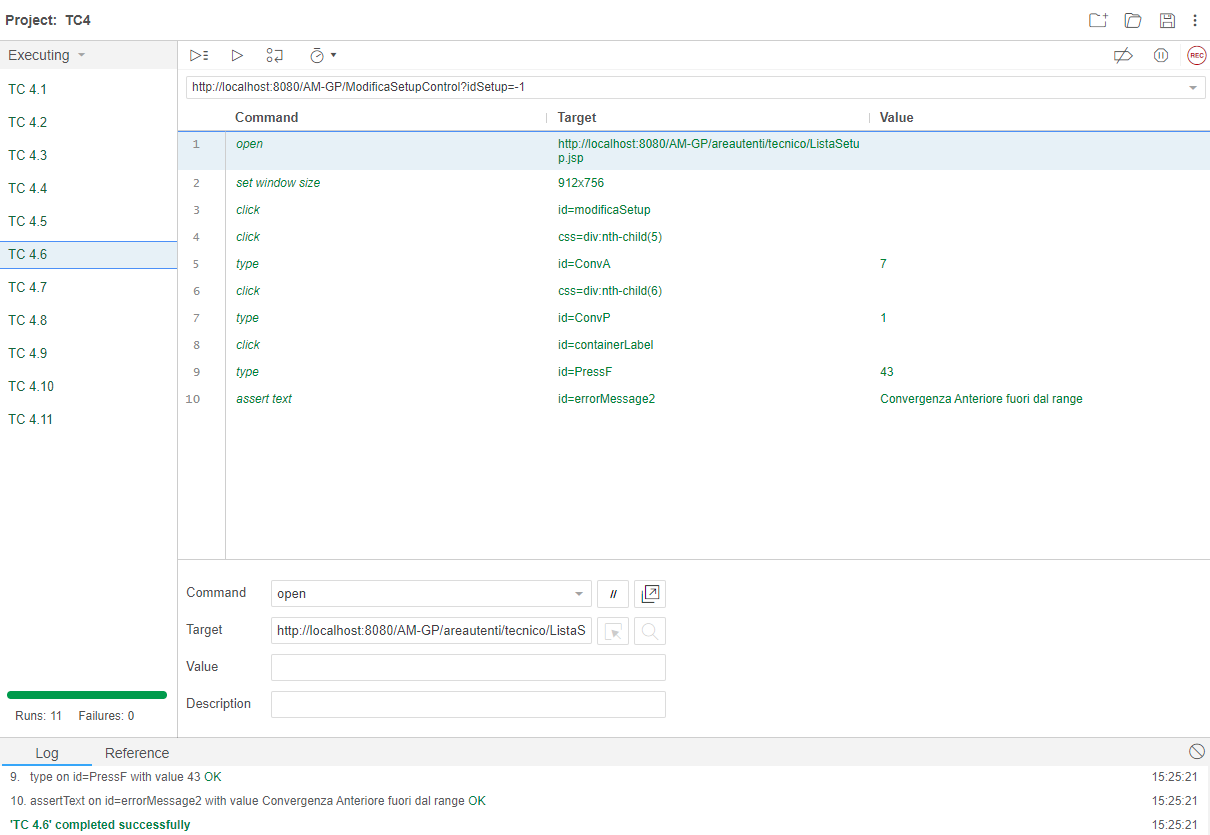 Project: TC4
Executing
REC
TC 4.1
TC 4.2
TC 4.3
TC 4.4
TC 4.5
TC 4.6
TC 4.7
TC 4.8
TC 4.9
TC 4.10
TC 4.11
Runs: 11 Failures: 0
http://localhost:8080/AM-GP/ModificaSetupControl?idSetup=-1
Command Target Value
1 open http://localhost:8080/AM-GP/areautenti/tecnico/ListaSetu
p.jsp
2 set window size 912x756
3 click id=modificaSetup
4 click css=div:nth-child(5)
5 type id=ConvA 7
6 click css=div:nth-child(6)
7 type id=ConvP 1
8 click id=containerLabel
9 type id=PressF 43
10 assert text id=errorMessage2 Convergenza Anteriore fuori dal range
Command open //
Target http://localhost:8080/AM-GP/areautenti/tecnico/ListaS
Value
Description
Log Reference
9. type on id=PressF with value 43 OK 15:25:21
10. assertText on id=errorMessage2 with value Convergenza Anteriore fuori dal range OK 15:25:21
'TC 4.6' completed successfully 15:25:21